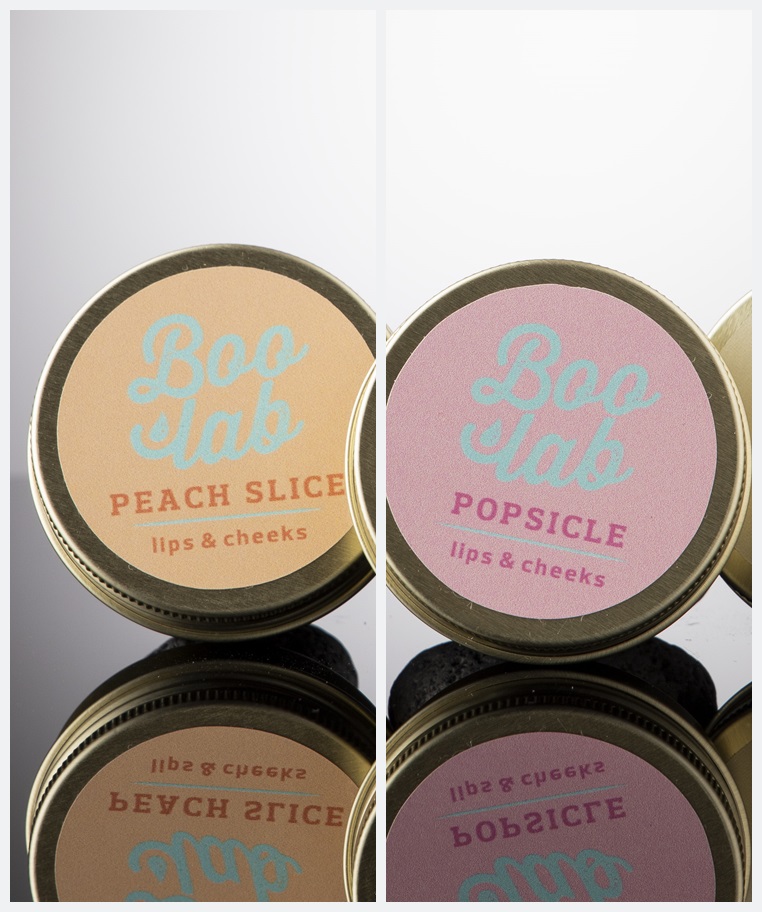 Boo
lab
PEACH SLICE
lips & cheeks
Boo
lab
POPSICLE
lips & cheeks